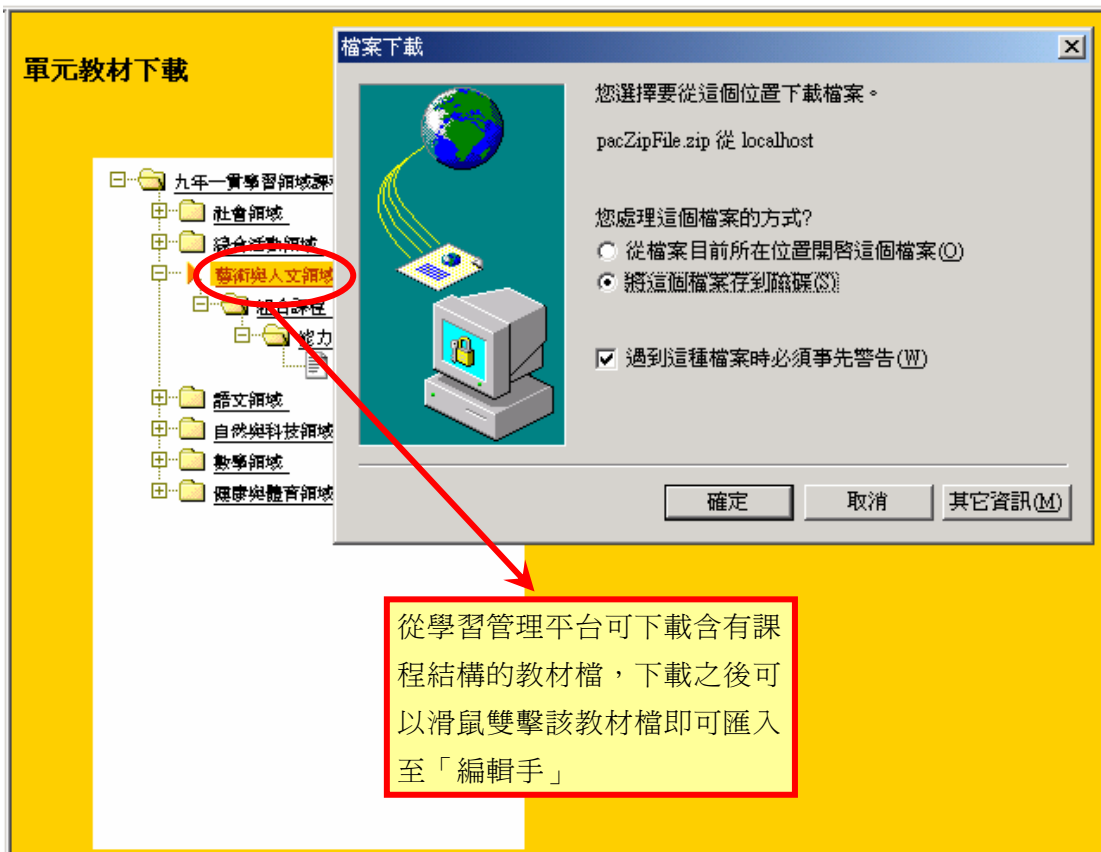 單元教材下載
九年一貫學習領域課
社會領域
綜合活動領域
藝術與人文領域
組合課程
能力
語文領域
自然與科技領域
數學領域
健康與體育領域
檔案下載
您選擇要從這個位置下載檔案。
pacZipFile.zip 從 localhost
您處理這個檔案的方式?
從檔案目前所在位置開啓這個檔案(O)
將這個檔案存到磁碟(S)
遇到這種檔案時必須事先警告(W)
確定
取消
其它資訊(M)
從學習管理平台可下載含有課
程結構的教材檔，下載之後可
以滑鼠雙擊該教材檔即可匯入
至「編輯手」